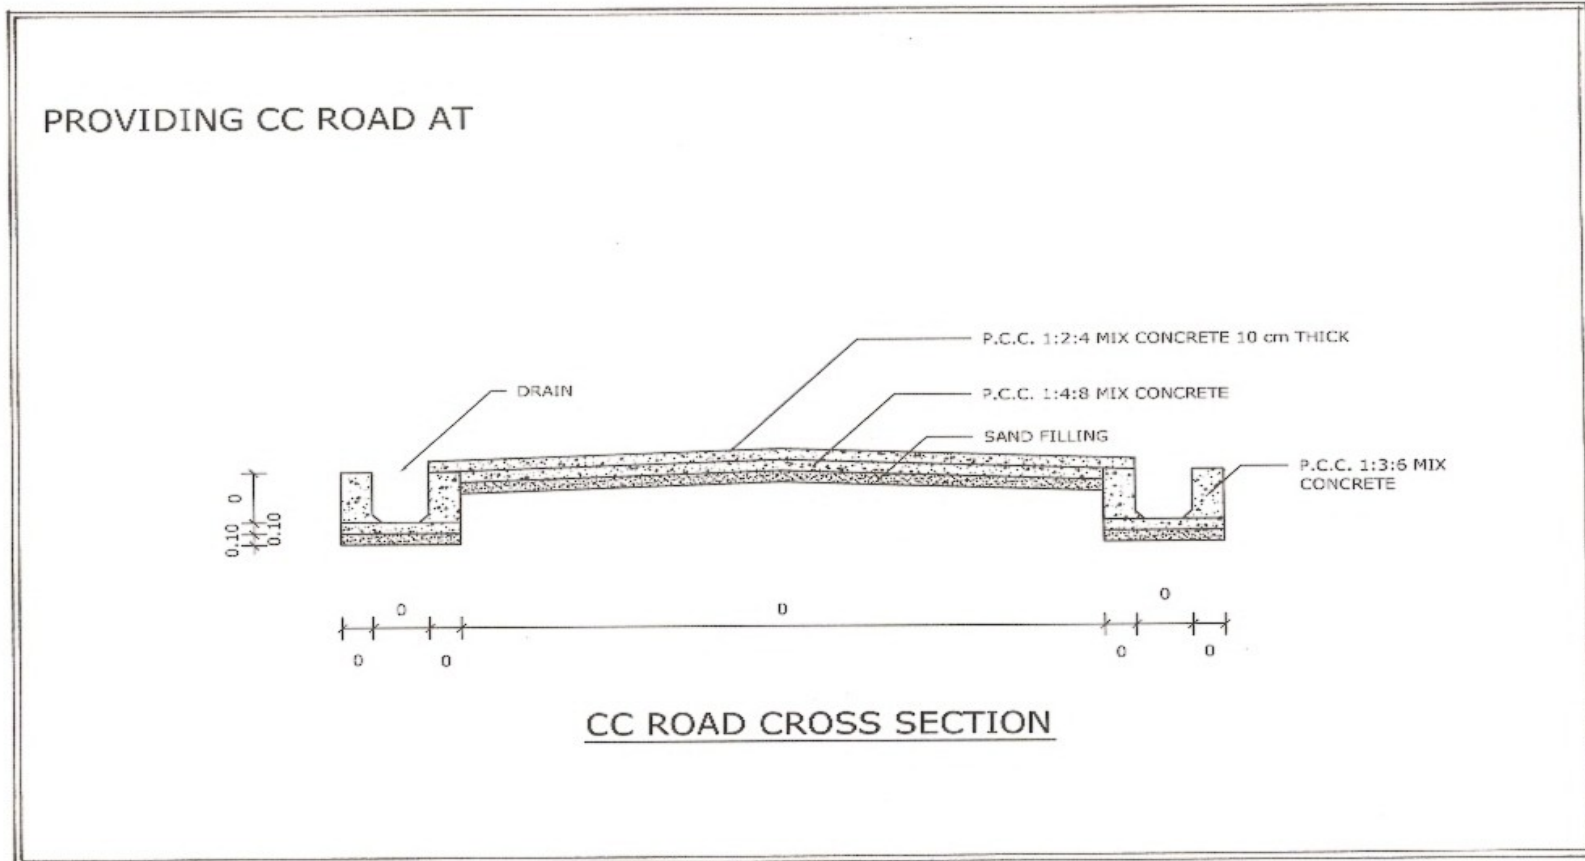 PROVIDING CC ROAD AT
P.C.C. 1:2:4 MIX CONCRETE 10 cm THICK
DRAIN
P.C.C. 1:4:8 MIX CONCRETE
SAND FILLING
P.C.C. 1:3:6 MIX
CONCRETE
0
0.10
0.10
0
0
0
0
0
0
0
CC ROAD CROSS SECTION